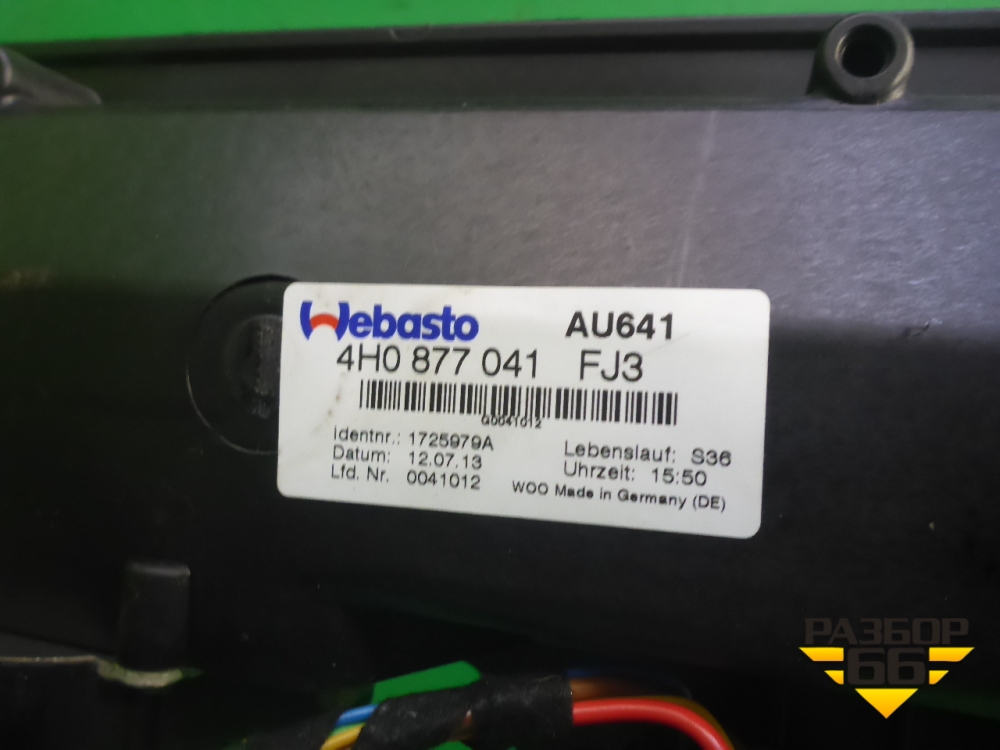 Webasto AU641
4H0 877 041 FJ3
G0041012
Identnr.: 1725979A
Datum: 12.07.13
Lfd. Nr. 0041012
Lebenslauf: S36
Uhrzeit: 15:50
WOO Made in Germany (DE)
РАЗБОР
66